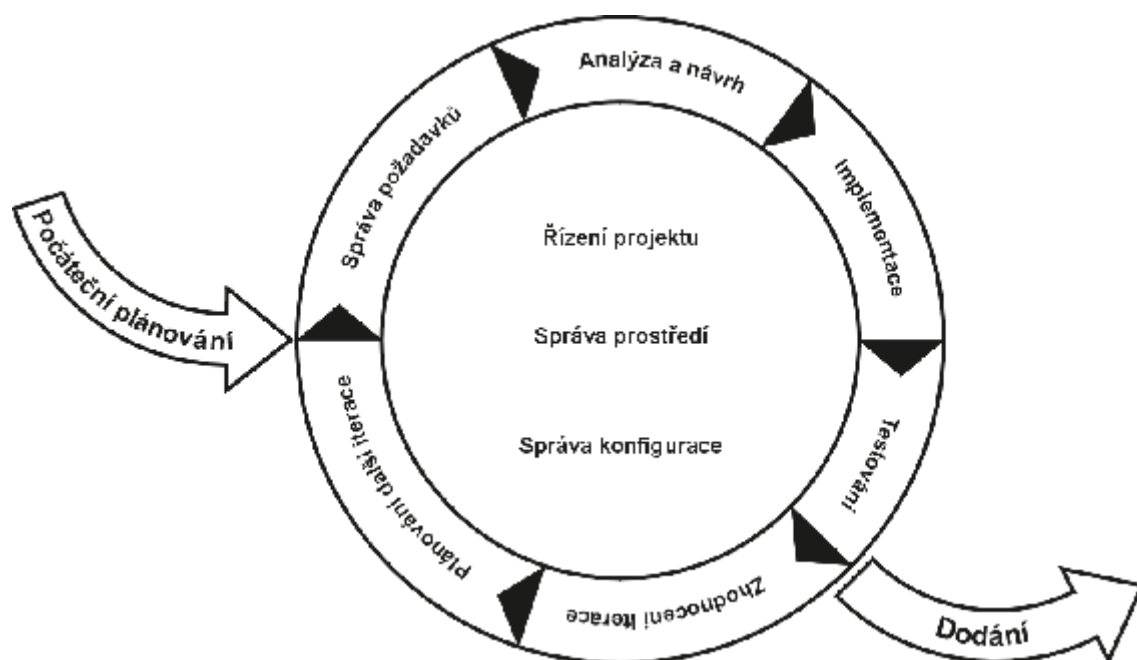 Počáteční plánování
Správa požadavků
Analýza a návrh
Implementace
Testování
Zhodnocení iterace
Plánování další iterace
Řízení projektu
Správa prostředí
Správa konfigurace
Dodání